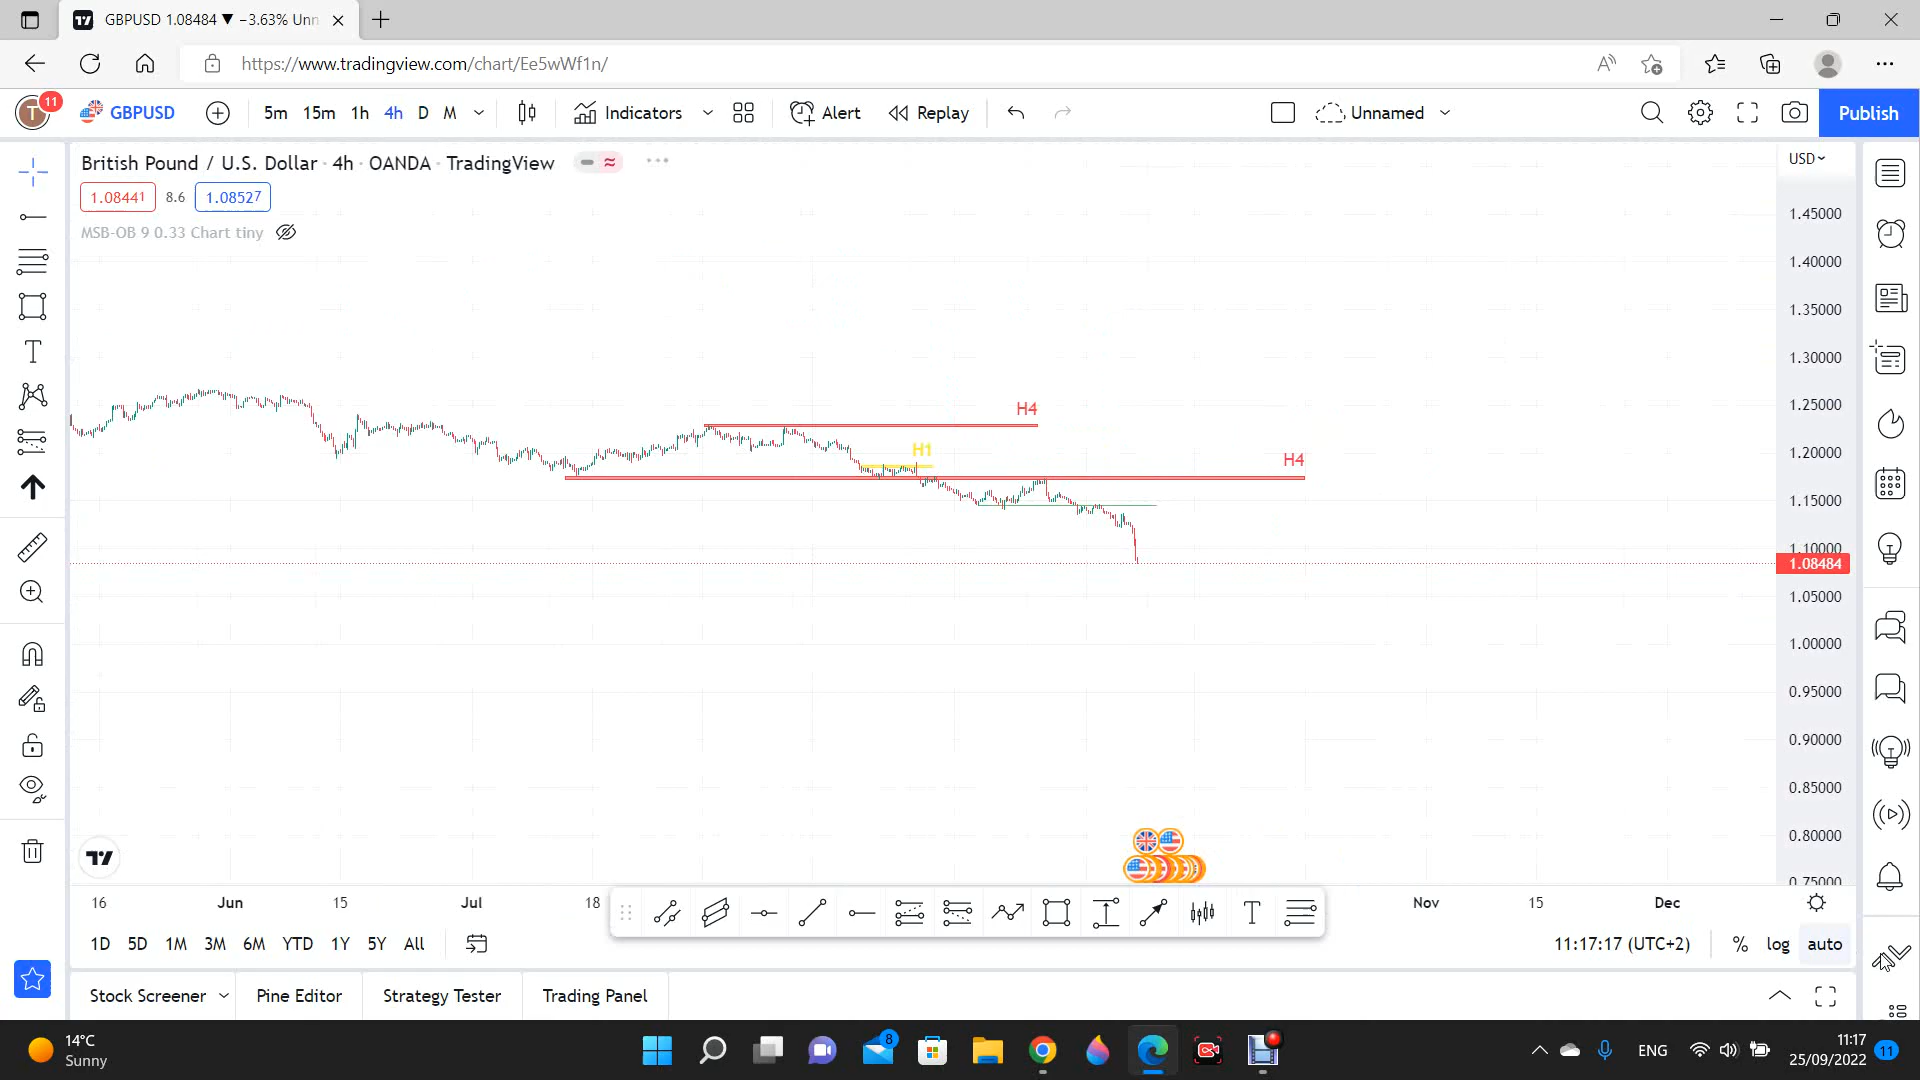 GBPUSD 1.08484 ▼ −3.63% Unn
https://www.tradingview.com/chart/Ee5wWf1n/
T 11 GBPUSD 5m 15m 1h 4h D M Indicators Alert Replay Unnamed Publish
British Pound / U.S. Dollar · 4h · OANDA · TradingView
USD
1.08441 8.6 1.08527
MSB-OB 9 0.33 Chart tiny
1.45000
1.40000
1.35000
1.30000
1.25000
1.20000
1.15000
1.10000
1.08484
1.05000
1.00000
0.95000
0.90000
0.85000
0.80000
0.75000
H4
H1
H4
16 Jun 15 Jul 18 Nov 15 Dec
1D 5D 1M 3M 6M YTD 1Y 5Y All 11:17:17 (UTC+2) % log auto
Stock Screener Pine Editor Strategy Tester Trading Panel
14°C
Sunny
8
ENG
11:17
25/09/2022
11